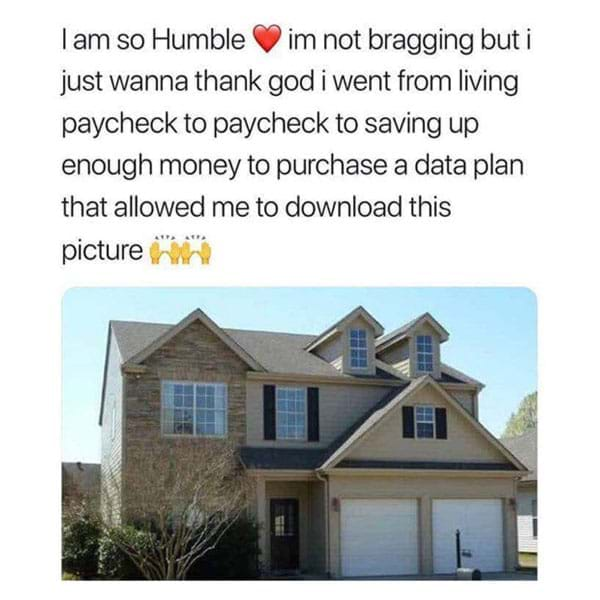 I am so Humble ❤️ im not bragging but i
just wanna thank god i went from living
paycheck to paycheck to saving up
enough money to purchase a data plan
that allowed me to download this
picture 🙌🙌